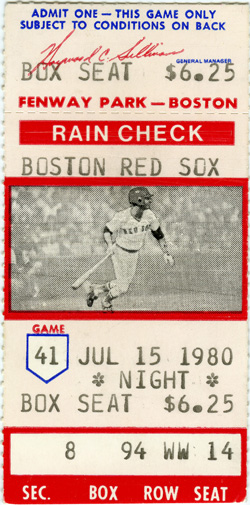 ADMIT ONE — THIS GAME ONLY
SUBJECT TO CONDITIONS ON BACK
Haywood C. Sullivan
GENERAL MANAGER
BOX SEAT $6.25
FENWAY PARK — BOSTON
RAIN CHECK
BOSTON RED SOX
GAME
41 JUL 15 1980
* NIGHT *
BOX SEAT $6.25
8 94 WW 14
SEC. BOX ROW SEAT